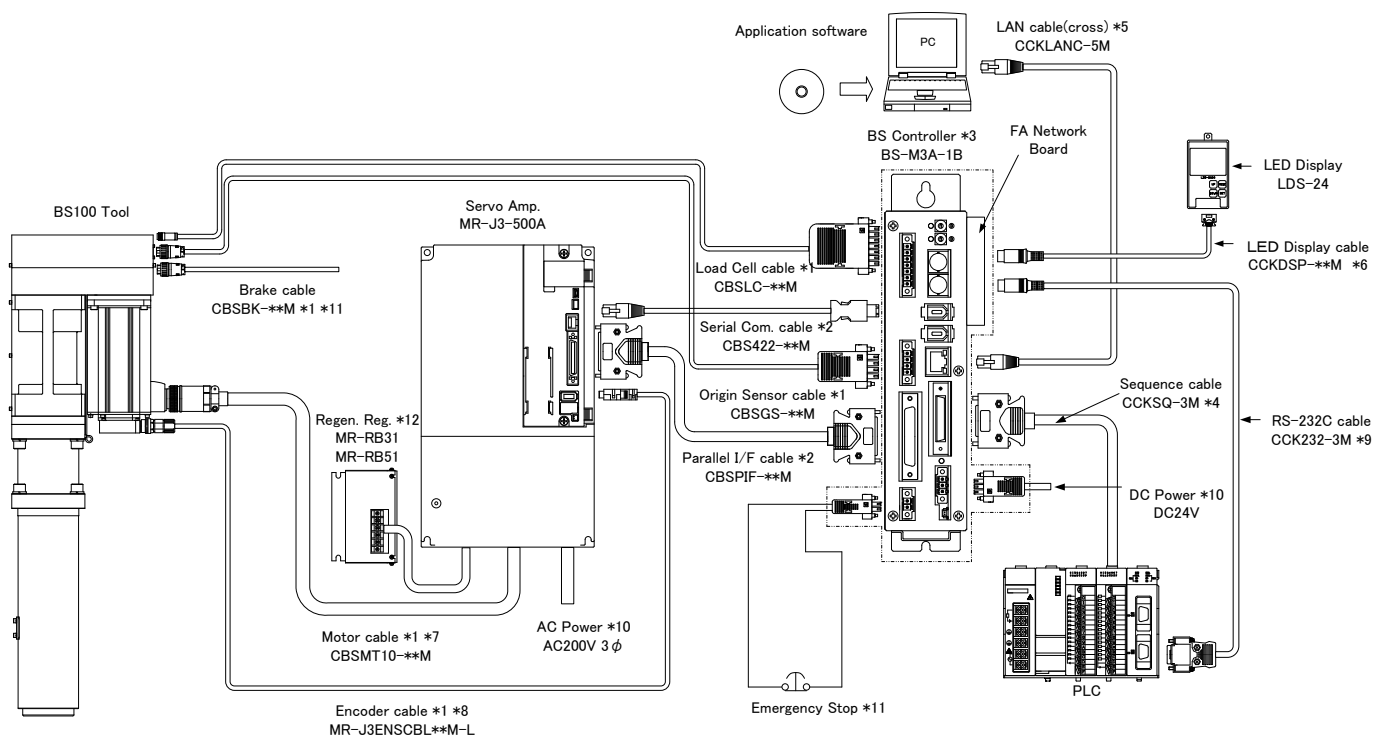 Application software
PC
LAN cable(cross) *5
CCKLANC-5M
BS Controller *3
BS-M3A-1B
FA Network
Board
LED Display
LDS-24
BS100 Tool
Servo Amp.
MR-J3-500A
LED Display cable
CCKDSP-**M *6
Load Cell cable *1
CBSLC-**M
Brake cable
CBSBK-**M *1 *11
Serial Com. cable *2
CBS422-**M
Origin Sensor cable *1
CBSGS-**M
Sequence cable
CCKSQ-3M *4
Regen. Reg. *12
MR-RB31
MR-RB51
RS-232C cable
CCK232-3M *9
Parallel I/F cable *2
CBSPIF-**M
DC Power *10
DC24V
Motor cable *1 *7
CBSMT10-**M
AC Power *10
AC200V 3φ
PLC
Emergency Stop *11
Encoder cable *1 *8
MR-J3ENSCBL**M-L